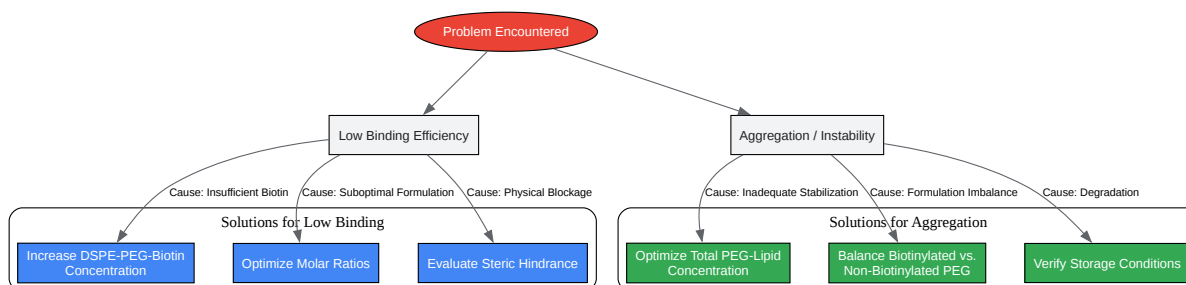 Problem Encountered
Low Binding Efficiency
Aggregation / Instability
Cause: Insufficient Biotin
Cause: Suboptimal Formulation
Cause: Physical Blockage
Cause: Inadequate Stabilization
Cause: Formulation Imbalance
Cause: Degradation
Solutions for Low Binding
Increase DSPE-PEG-Biotin
Concentration
Optimize Molar Ratios
Evaluate Steric Hindrance
Solutions for Aggregation
Optimize Total PEG-Lipid
Concentration
Balance Biotinylated vs.
Non-Biotinylated PEG
Verify Storage Conditions